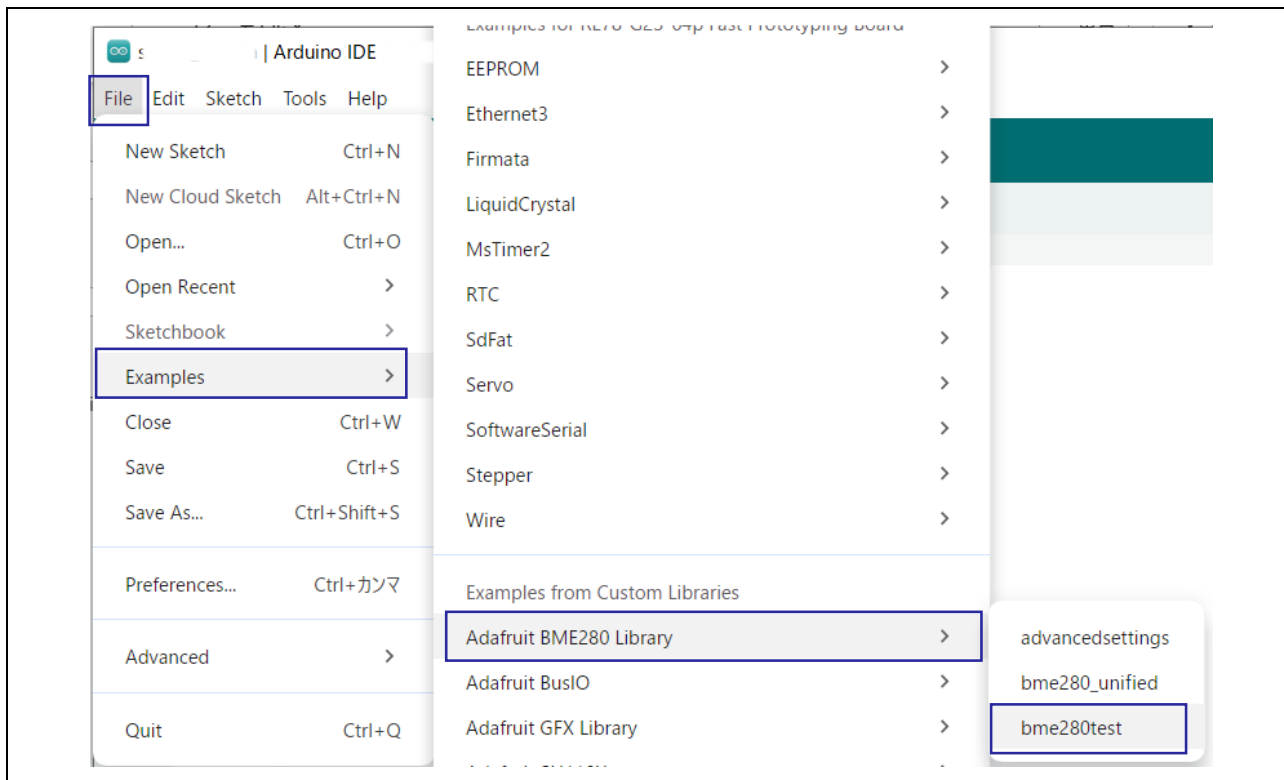 | Arduino IDE
File Edit Sketch Tools Help
New Sketch Ctrl+N
New Cloud Sketch Alt+Ctrl+N
Open... Ctrl+O
Open Recent >
Sketchbook >
Examples >
Close Ctrl+W
Save Ctrl+S
Save As... Ctrl+Shift+S
Preferences... Ctrl+カンマ
Advanced >
Quit Ctrl+Q
EEPROM >
Ethernet3 >
Firmata >
LiquidCrystal >
MsTimer2 >
RTC >
SdFat >
Servo >
SoftwareSerial >
Stepper >
Wire >
Examples from Custom Libraries
Adafruit BME280 Library >
Adafruit BusIO >
Adafruit GFX Library >
advancedsettings
bme280_unified
bme280test